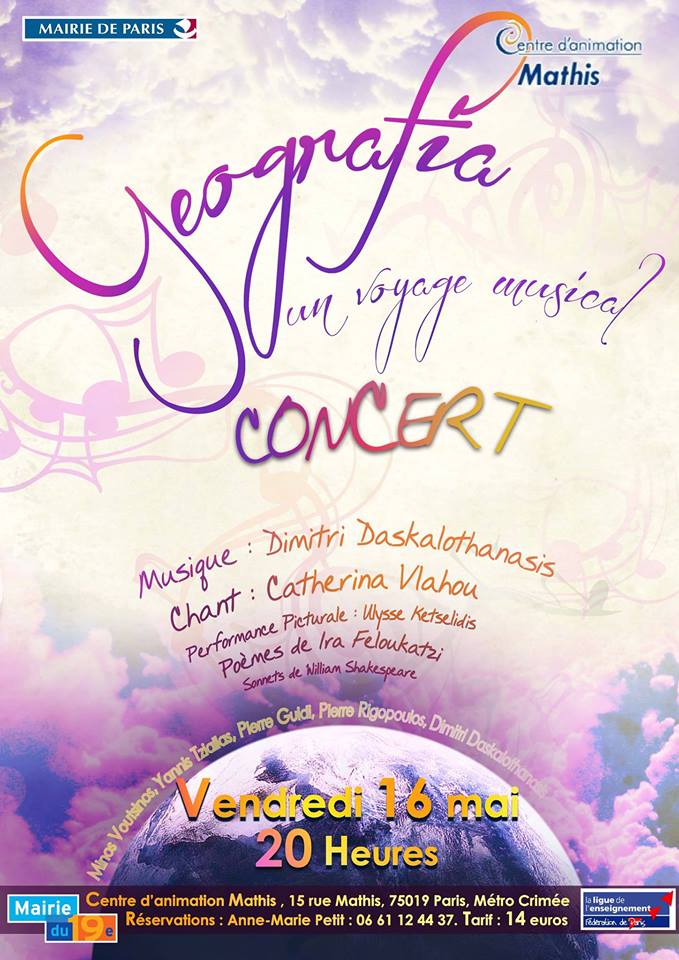 MAIRIE DE PARIS
Centre d'animation
Mathis
Geografia
un voyage musical
CONCERT
Musique : Dimitri Daskalothanasis
Chant : Catherina Vlahou
Performance Picturale : Ulysse Ketselidis
Poèmes de Ira Feloukatzi
Sonnets de William Shakespeare
Minas Voutsinos, Yannis Tziallas, Pierre Guidi, Pierre Rigopoulos, Dimitri Daskalothanasis
Vendredi 16 mai
20 Heures
Mairie
du 19e
Centre d'animation Mathis , 15 rue Mathis, 75019 Paris, Métro Crimée
Réservations : Anne-Marie Petit : 06 61 12 44 37. Tarif : 14 euros
la ligue de
l'enseignement
Fédération de Paris